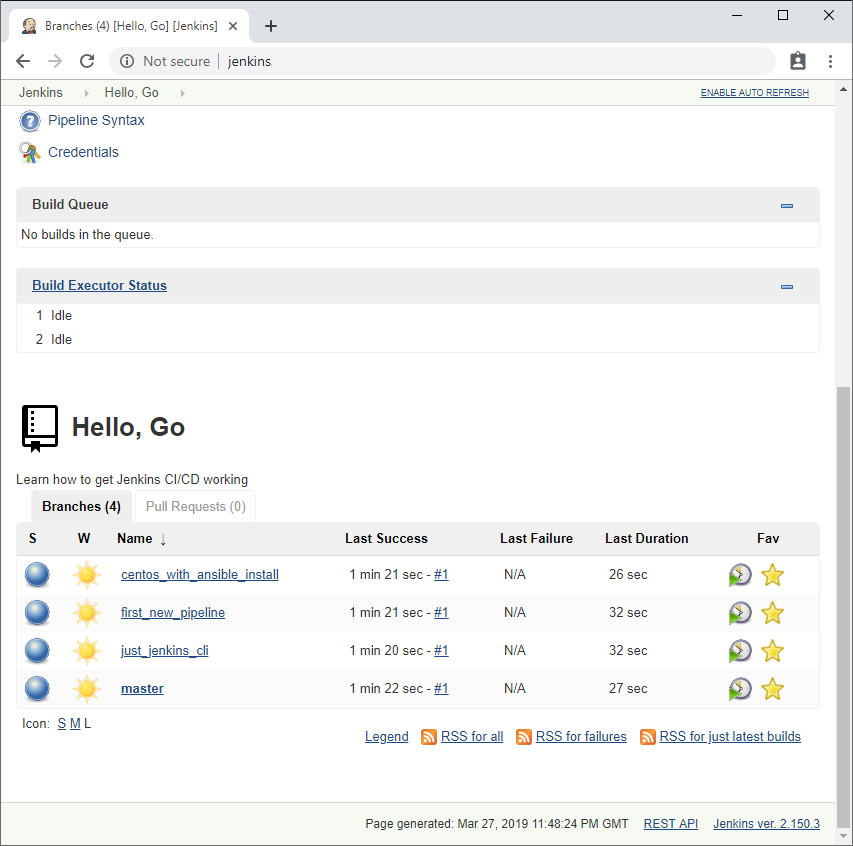 Branches (4) [Hello, Go] [Jenkins]
Not secure jenkins
Jenkins Hello, Go ENABLE AUTO REFRESH
Pipeline Syntax
Credentials
Build Queue
No builds in the queue.
Build Executor Status
1 Idle
2 Idle
Hello, Go
Learn how to get Jenkins CI/CD working
Branches (4) Pull Requests (0)
S W Name ↓ Last Success Last Failure Last Duration Fav
centos_with_ansible_install 1 min 21 sec - #1 N/A 26 sec
first_new_pipeline 1 min 21 sec - #1 N/A 32 sec
just_jenkins_cli 1 min 20 sec - #1 N/A 32 sec
master 1 min 22 sec - #1 N/A 27 sec
Icon: S M L
Legend RSS for all RSS for failures RSS for just latest builds
Page generated: Mar 27, 2019 11:48:24 PM GMT REST API Jenkins ver. 2.150.3